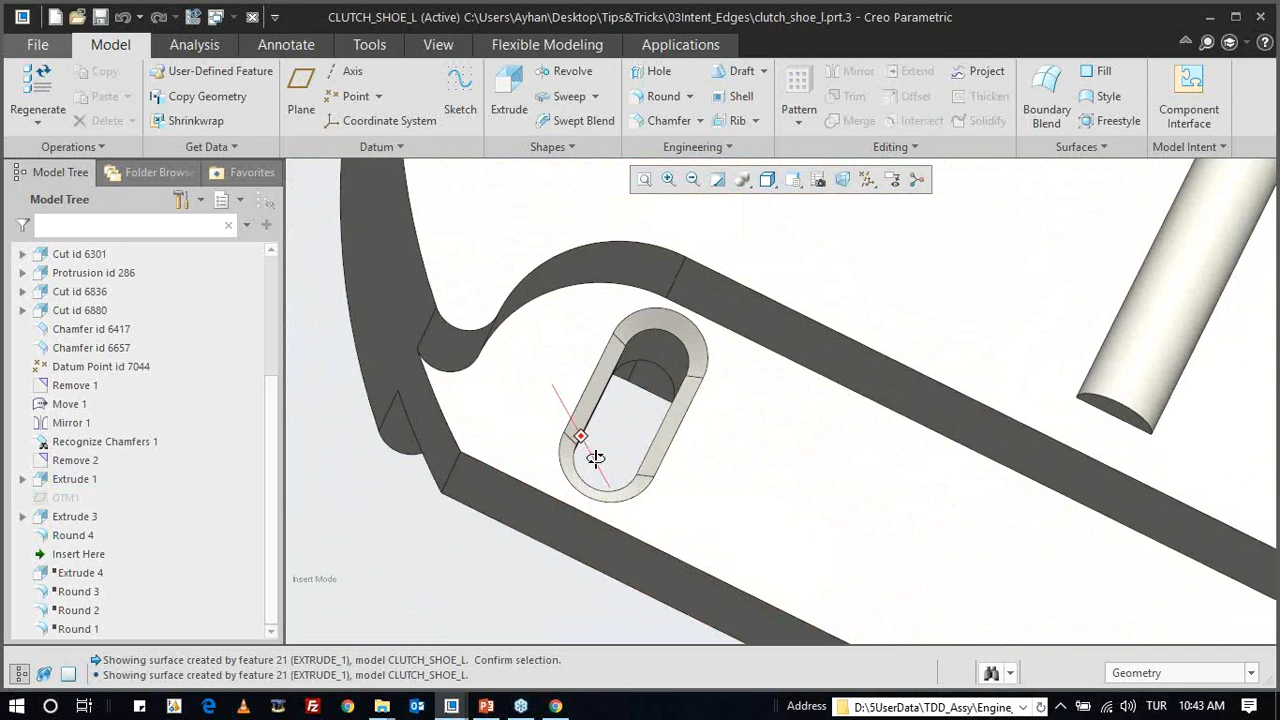 CLUTCH_SHOE_L (Active) C:\Users\Ayhan\Desktop\Tips&Tricks\03Intent_Edges\clutch_shoe_l.prt.3 - Creo Parametric
File Model Analysis Annotate Tools View Flexible Modeling Applications
Regenerate
Copy
Paste
Delete
Operations
User-Defined Feature
Copy Geometry
Shrinkwrap
Get Data
Plane
Axis
Point
Coordinate System
Sketch
Datum
Extrude
Revolve
Sweep
Swept Blend
Shapes
Hole
Round
Chamfer
Draft
Shell
Rib
Engineering
Pattern
Mirror
Trim
Merge
Extend
Offset
Intersect
Project
Thicken
Solidify
Editing
Boundary Blend
Fill
Style
Freestyle
Surfaces
Component Interface
Model Intent
Model Tree Folder Brows Favorites
Model Tree
Cut id 6301
Protrusion id 286
Cut id 6836
Cut id 6880
Chamfer id 6417
Chamfer id 6657
Datum Point id 7044
Remove 1
Move 1
Mirror 1
Recognize Chamfers 1
Remove 2
Extrude 1
DTM1
Extrude 3
Round 4
Insert Here
Extrude 4
Round 3
Round 2
Round 1
Insert Mode
Showing surface created by feature 21 (EXTRUDE_1), model CLUTCH_SHOE_L. Confirm selection.
Showing surface created by feature 21 (EXTRUDE_1), model CLUTCH_SHOE_L.
Geometry
Address D:\5UserData\TDD_Assy\Engine_ TUR 10:43 AM